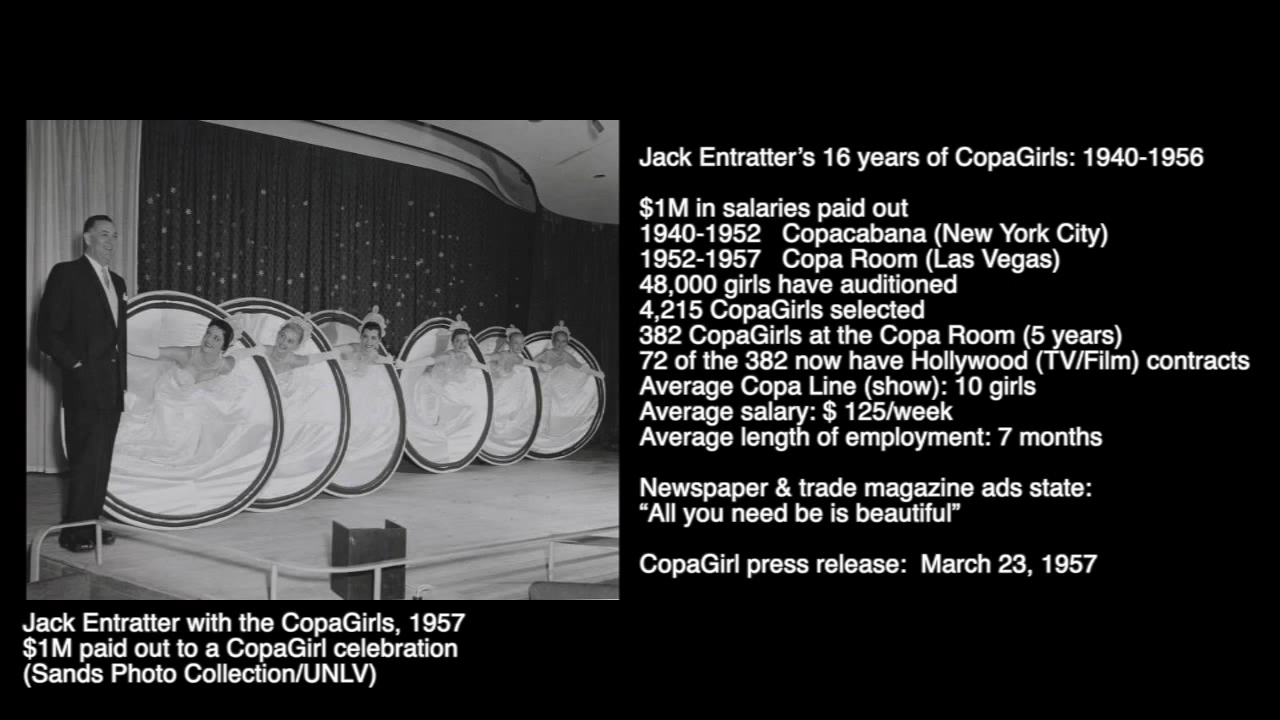 Jack Entratter's 16 years of CopaGirls: 1940-1956
$1M in salaries paid out
1940-1952 Copacabana (New York City)
1952-1957 Copa Room (Las Vegas)
48,000 girls have auditioned
4,215 CopaGirls selected
382 CopaGirls at the Copa Room (5 years)
72 of the 382 now have Hollywood (TV/Film) contracts
Average Copa Line (show): 10 girls
Average salary: $ 125/week
Average length of employment: 7 months
Newspaper & trade magazine ads state:
“All you need be is beautiful”
CopaGirl press release: March 23, 1957
Jack Entratter with the CopaGirls, 1957
$1M paid out to a CopaGirl celebration
(Sands Photo Collection/UNLV)